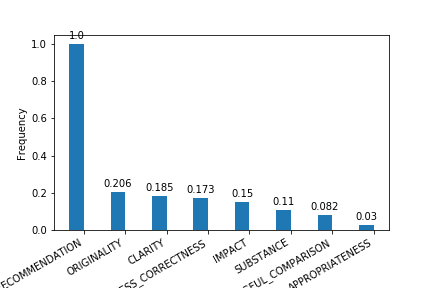 Frequency
1.0
0.8
0.6
0.4
0.2
0.0
1.0
0.206
0.185
0.173
0.15
0.11
0.082
0.03
ECOMMENDATION
ORIGINALITY
CLARITY
ESS_CORRECTNESS
IMPACT
SUBSTANCE
FUL_COMPARISON
APPROPRIATENESS